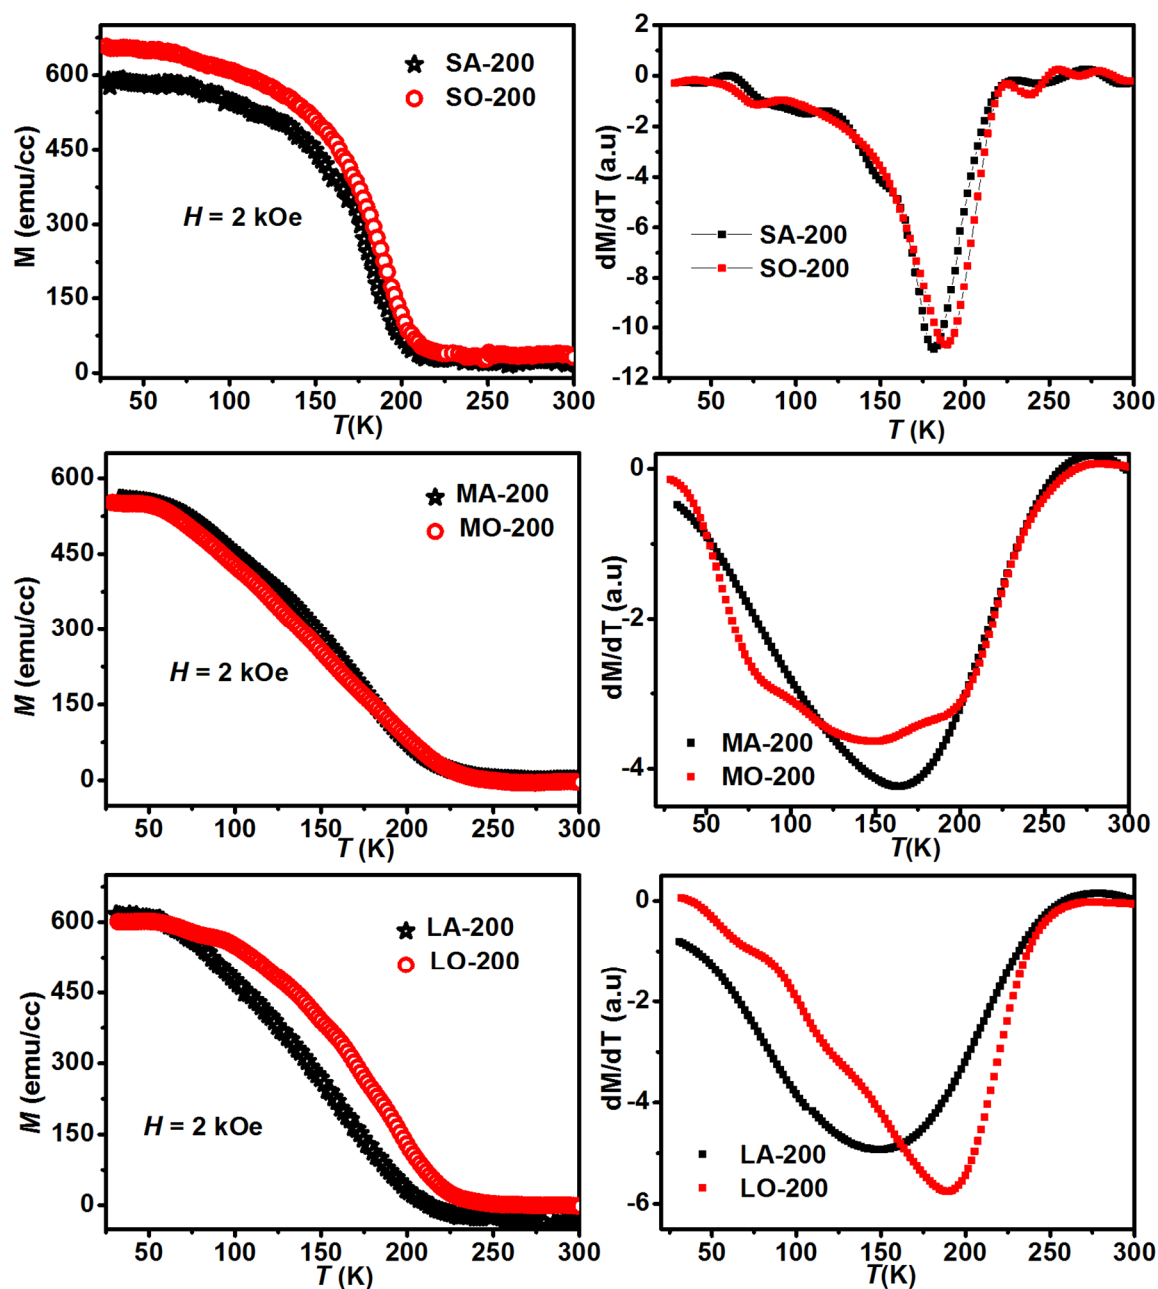 M (emu/cc)
600
450
300
150
0
SA-200
SO-200
H = 2 kOe
50 100 150 200 250 300
T(K)
dM/dT (a.u)
2
0
-2
-4
-6
-8
-10
-12
SA-200
SO-200
50 100 150 200 250 300
T (K)
M (emu/cc)
600
450
300
150
0
MA-200
MO-200
H = 2 kOe
50 100 150 200 250 300
T (K)
dM/dT (a.u)
0
-2
-4
MA-200
MO-200
50 100 150 200 250 300
T(K)
M (emu/cc)
600
450
300
150
0
LA-200
LO-200
H = 2 kOe
50 100 150 200 250 300
T (K)
dM/dT (a.u)
0
-2
-4
-6
LA-200
LO-200
50 100 150 200 250 300
T(K)